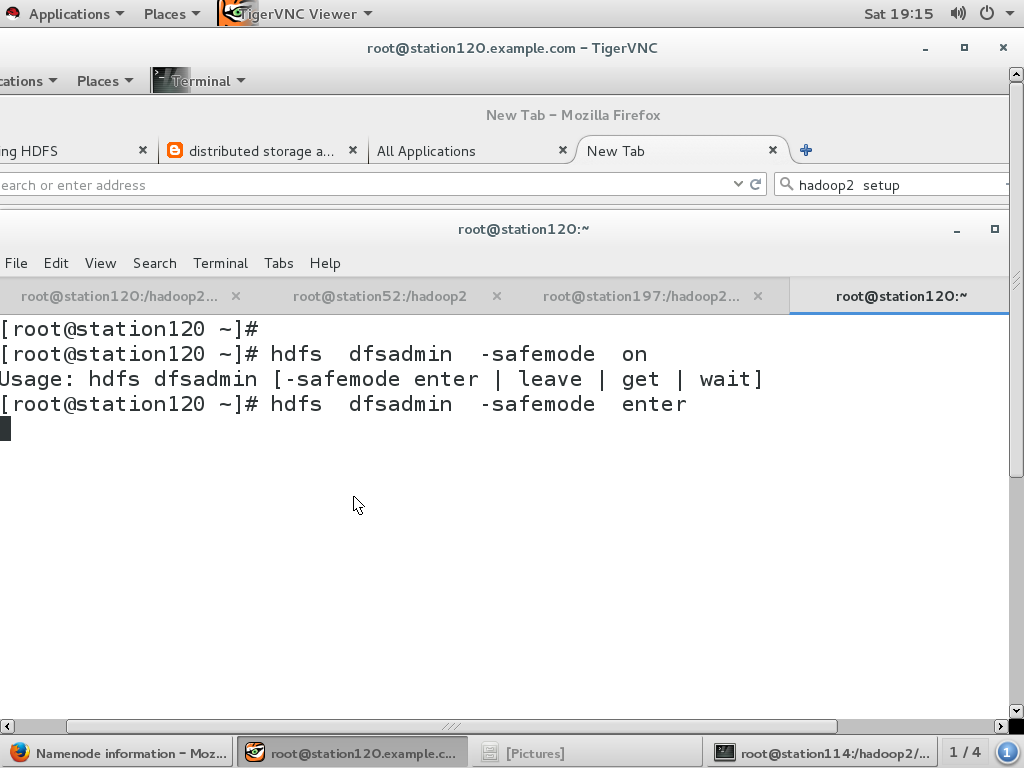 Applications Places TigerVNC Viewer Sat 19:15
root@station120.example.com – TigerVNC
cations Places Terminal
New Tab – Mozilla Firefox
ng HDFS distributed storage a... All Applications New Tab
earch or enter address hadoop2 setup
root@station120:~
File Edit View Search Terminal Tabs Help
root@station120:/hadoop2... root@station52:/hadoop2 root@station197:/hadoop2... root@station120:~
[root@station120 ~]#
[root@station120 ~]# hdfs dfsadmin -safemode on
Usage: hdfs dfsadmin [-safemode enter | leave | get | wait]
[root@station120 ~]# hdfs dfsadmin -safemode enter
Namenode information – Moz... root@station120.example.c... [Pictures] root@station114:/hadoop2/... 1 / 4 1